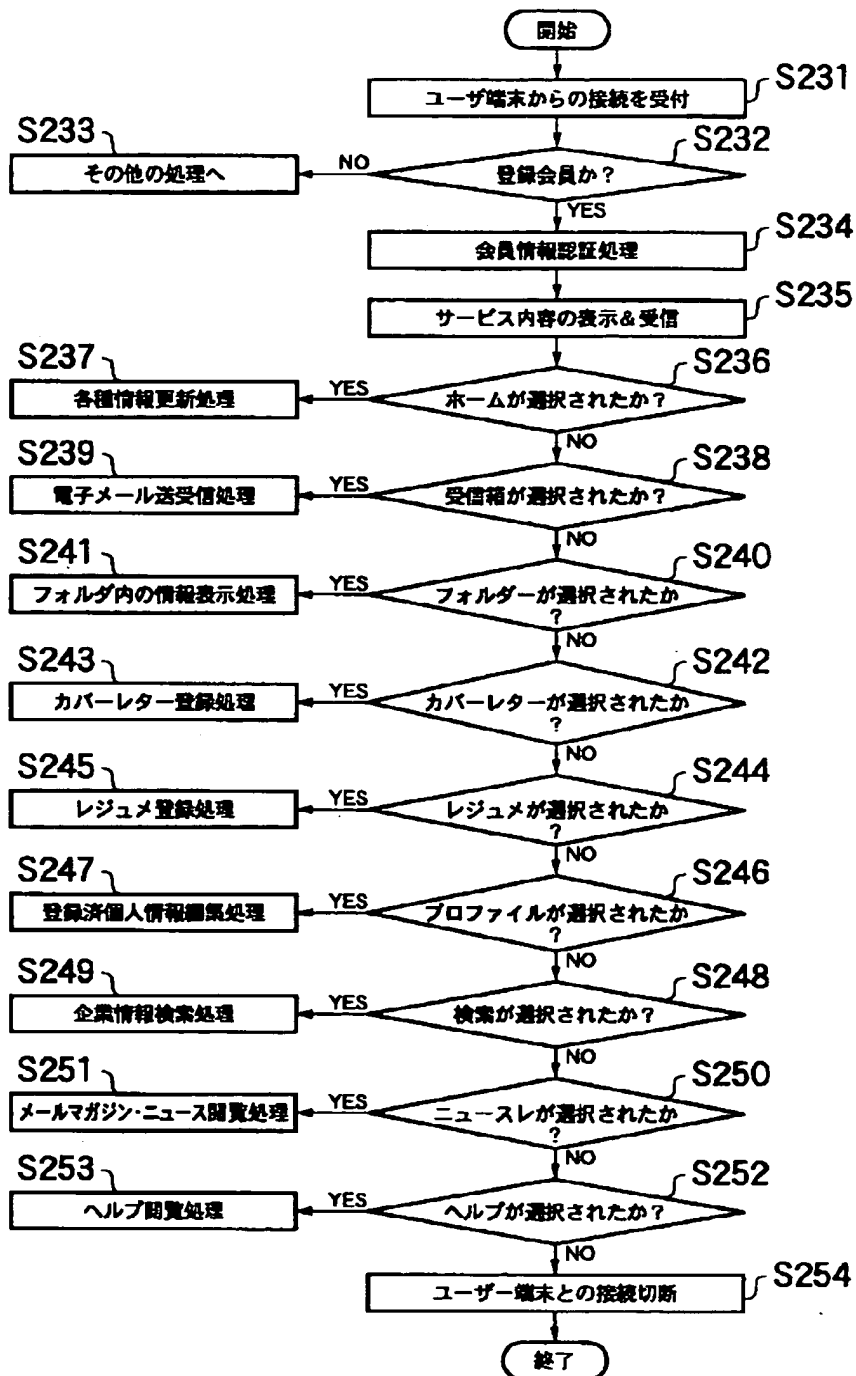 開始
S231
ユーザ端末からの接続を受付
S233
S232
その他の処理へ
NO
登録会員か?
YES
S234
会員情報認証処理
S235
サービス内容の表示&受信
S237
S236
各種情報更新処理
YES
ホームが選択されたか?
NO
S239
S238
電子メール送受信処理
YES
受信箱が選択されたか?
NO
S241
S240
フォルダ内の情報表示処理
YES
フォルダーが選択されたか
?
NO
S243
S242
カバーレター登録処理
YES
カバーレターが選択されたか
?
NO
S245
S244
レジュメ登録処理
YES
レジュメが選択されたか
?
NO
S247
S246
登録済個人情報編集処理
YES
プロファイルが選択されたか
?
NO
S249
S248
企業情報検索処理
YES
検索が選択されたか?
NO
S251
S250
メールマガジン・ニュース閲覧処理
YES
ニュースレが選択されたか
?
NO
S253
S252
ヘルプ閲覧処理
YES
ヘルプが選択されたか?
NO
S254
ユーザー端末との接続切断
終了